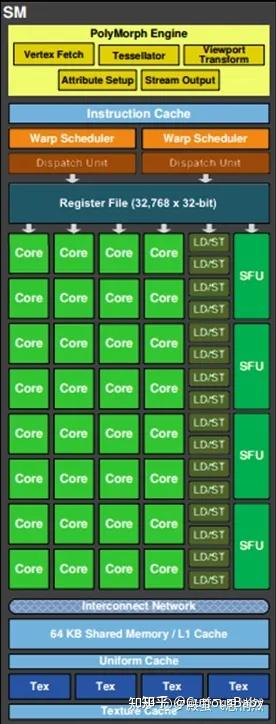 SM
PolyMorph Engine
Vertex Fetch Tessellator Viewport Transform
Attribute Setup Stream Output
Instruction Cache
Warp Scheduler Warp Scheduler
Dispatch Unit Dispatch Unit
Register File (32,768 x 32-bit)
Core Core Core Core LD/ST LD/ST SFU
Core Core Core Core LD/ST LD/ST
Core Core Core Core LD/ST LD/ST SFU
Core Core Core Core LD/ST LD/ST
Core Core Core Core LD/ST LD/ST SFU
Core Core Core Core LD/ST LD/ST
Core Core Core Core LD/ST LD/ST SFU
Core Core Core Core LD/ST LD/ST
Interconnect Network
64 KB Shared Memory / L1 Cache
Uniform Cache
Tex Tex Tex Tex
Texture Cache
知乎